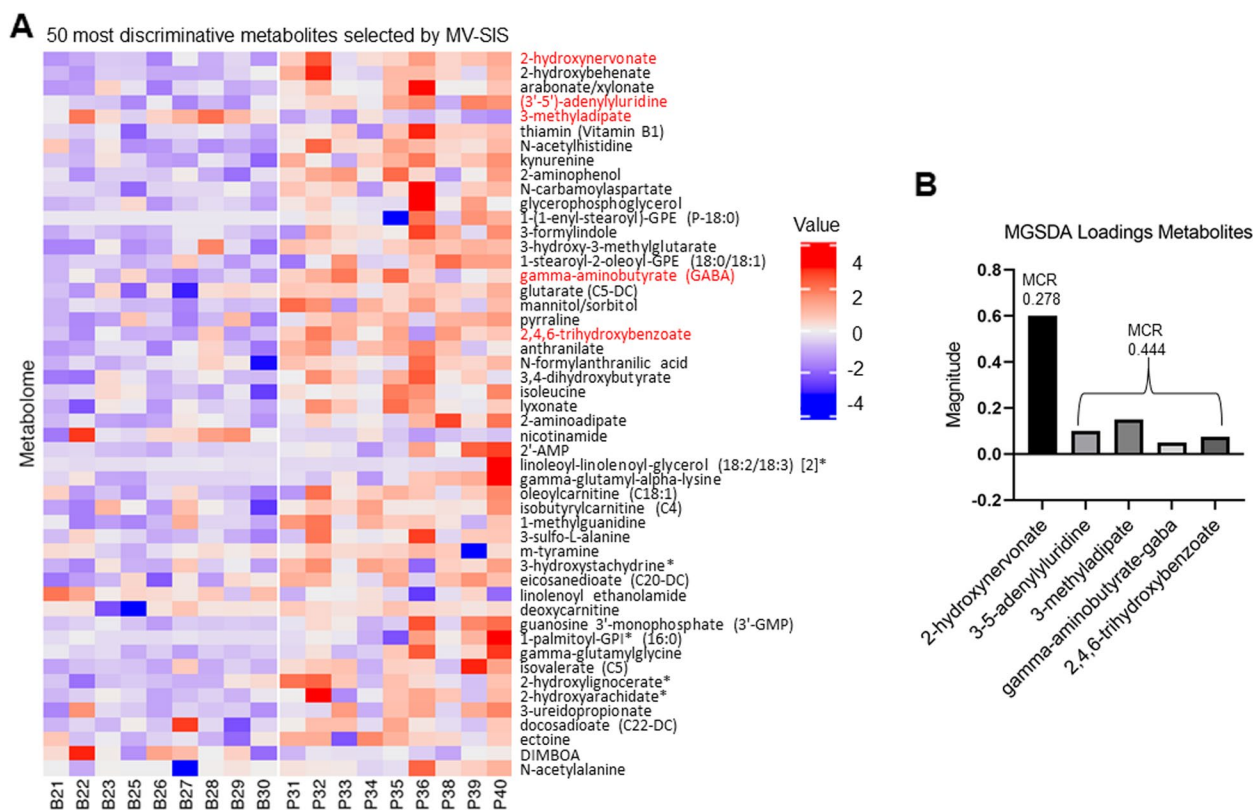 A
50 most discriminative metabolites selected by MV-SIS
2-hydroxynervonate
2-hydroxybehenate
arabonate/xylonate
(3'-5')-adenylyluridine
3-methyladipate
thiamin (Vitamin B1)
N-acetylhistidine
kynurenine
2-aminophenol
N-carbamoylaspartate
glycerophosphoglycerol
1-(1-enyl-stearoyl)-GPE (P-18:0)
3-formylindole
3-hydroxy-3-methylglutarate
1-stearoyl-2-oleoyl-GPE (18:0/18:1)
gamma-aminobutyrate (GABA)
glutarate (C5-DC)
mannitol/sorbitol
pyrraline
2,4,6-trihydroxybenzoate
anthranilate
N-formylanthranilic acid
3,4-dihydroxybutyrate
isoleucine
lyxonate
2-aminoadipate
nicotinamide
2'-AMP
linoleoyl-linolenoyl-glycerol (18:2/18:3) [2]*
gamma-glutamyl-alpha-lysine
oleoylcarnitine (C18:1)
isobutyrylcarnitine (C4)
1-methylguanidine
3-sulfo-L-alanine
m-tyramine
3-hydroxystachydrine*
eicosanedioate (C20-DC)
linolenoyl ethanolamide
deoxycarnitine
guanosine 3'-monophosphate (3'-GMP)
1-palmitoyl-GPI* (16:0)
gamma-glutamylglycine
isovalerate (C5)
2-hydroxylignocerate*
2-hydroxyarachidate*
3-ureidopropionate
docosadioate (C22-DC)
ectoine
DIMBOA
N-acetylalanine
Metabolome
B21 B22 B23 B25 B26 B27 B28 B29 B30 P31 P32 P33 P34 P35 P36 P38 P39 P40
Value
4
2
0
-2
-4
B
MGSDA Loadings Metabolites
MCR
0.278
MCR
0.444
Magnitude
0.8
0.6
0.4
0.2
0.0
-0.2
2-hydroxynervonate
3-5-adenylyluridine
3-methyladipate
gamma-aminobutyrate-gaba
2,4,6-trihydroxybenzoate